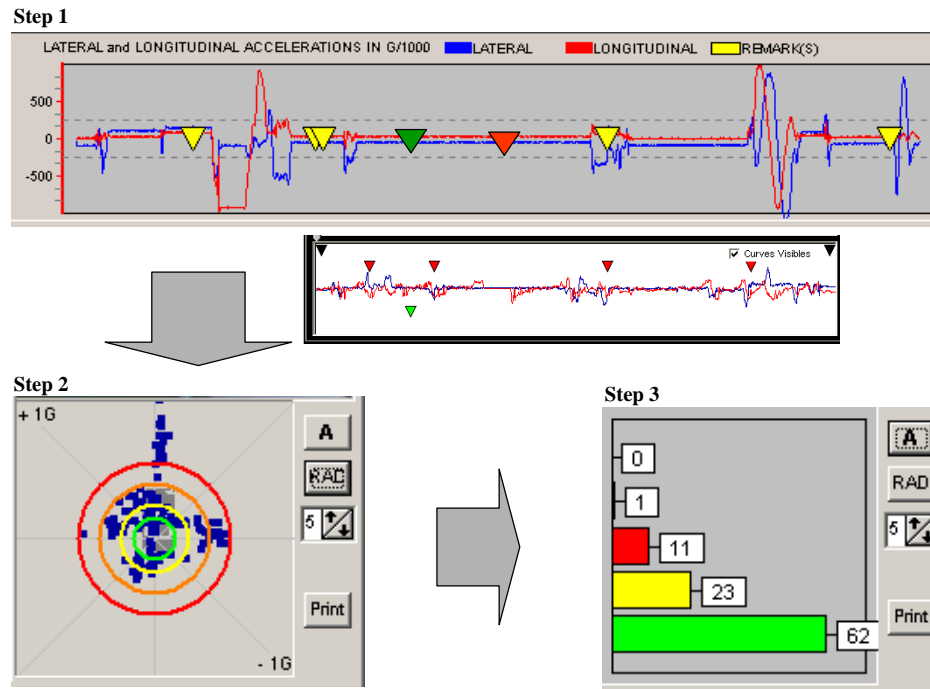 Step 1
LATERAL and LONGITUDINAL ACCELERATIONS IN G/1000 LATERAL LONGITUDINAL REMARK(S)
500
0
-500
Curves Visibles
Step 2
+ 1G
A
RAD
5
Print
- 1G
Step 3
0
1
11
23
62
A
RAD
5
Print